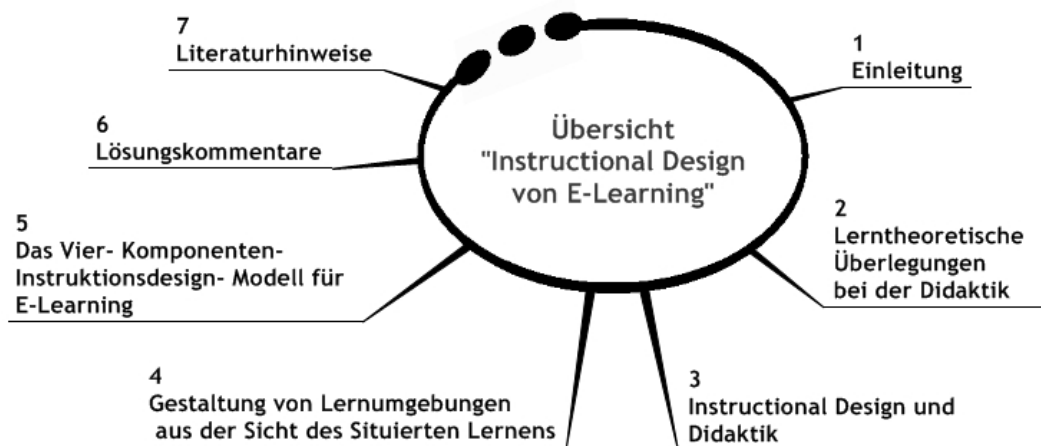 Übersicht
"Instructional Design
von E-Learning"
1
Einleitung
2
Lerntheoretische
Überlegungen
bei der Didaktik
3
Instructional Design und
Didaktik
4
Gestaltung von Lernumgebungen
aus der Sicht des Situierten Lernens
5
Das Vier- Komponenten-
Instruktionsdesign- Modell für
E-Learning
6
Lösungskommentare
7
Literaturhinweise